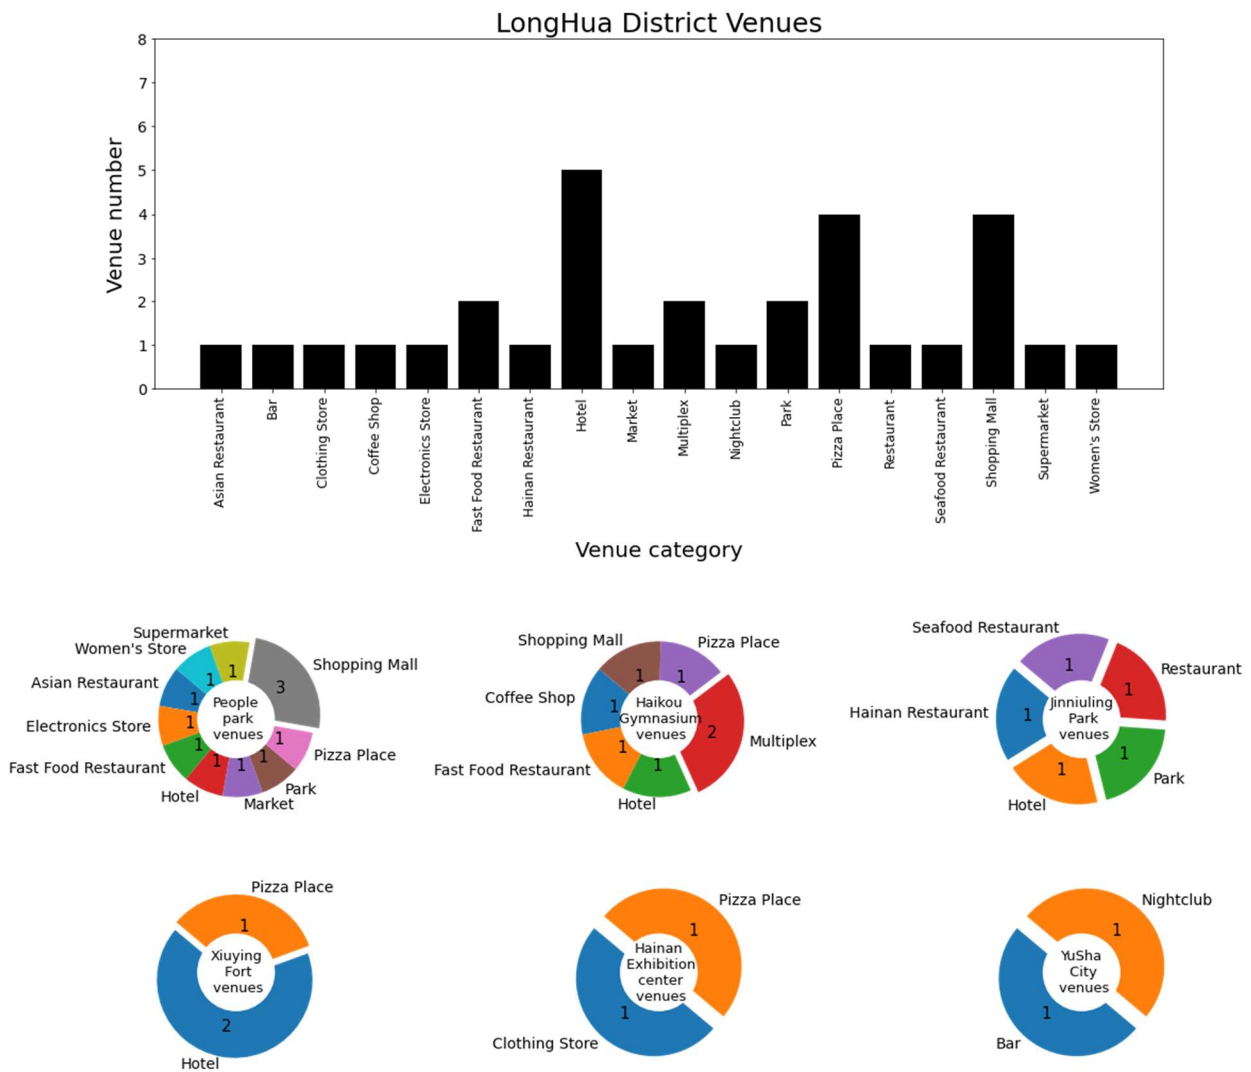 LongHua District Venues
8
7
6
5
4
3
2
1
0
Venue number
Asian Restaurant
Bar
Clothing Store
Coffee Shop
Electronics Store
Fast Food Restaurant
Hainan Restaurant
Hotel
Market
Multiplex
Nightclub
Park
Pizza Place
Restaurant
Seafood Restaurant
Shopping Mall
Supermarket
Women's Store
Venue category
Supermarket
Women's Store
Asian Restaurant
Electronics Store
Fast Food Restaurant
Hotel
Market
Park
Pizza Place
Shopping Mall
1
1
1
1
1
1
1
1
1
3
People
park
venues
Shopping Mall
Pizza Place
Coffee Shop
Fast Food Restaurant
Hotel
Multiplex
1
1
1
1
1
2
Haikou
Gymnasium
venues
Seafood Restaurant
Restaurant
Hainan Restaurant
Hotel
Park
1
1
1
1
1
Jinniuling
Park
venues
Pizza Place
1
Xiuying
Fort
venues
2
Hotel
Pizza Place
1
Hainan
Exhibition
center
venues
1
Clothing Store
Nightclub
1
YuSha
City
venues
1
Bar